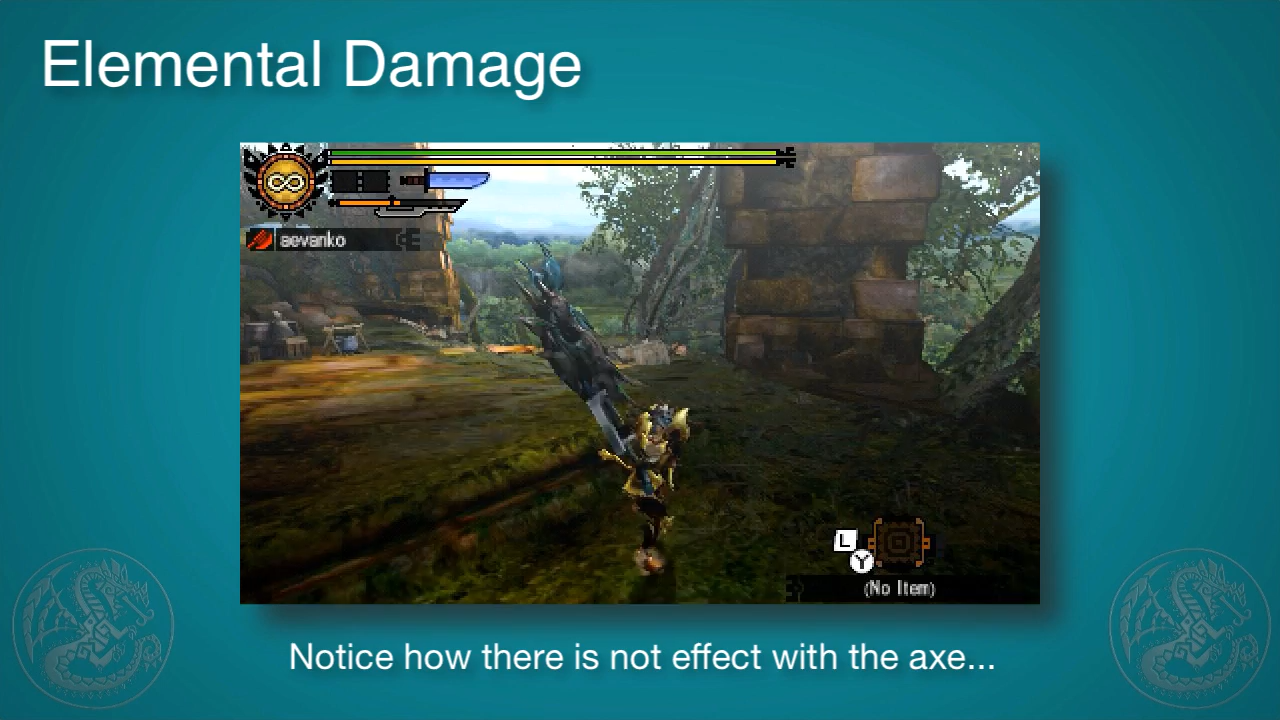 Elemental Damage
aevanko
L
Y
(No Item)
Notice how there is not effect with the axe...